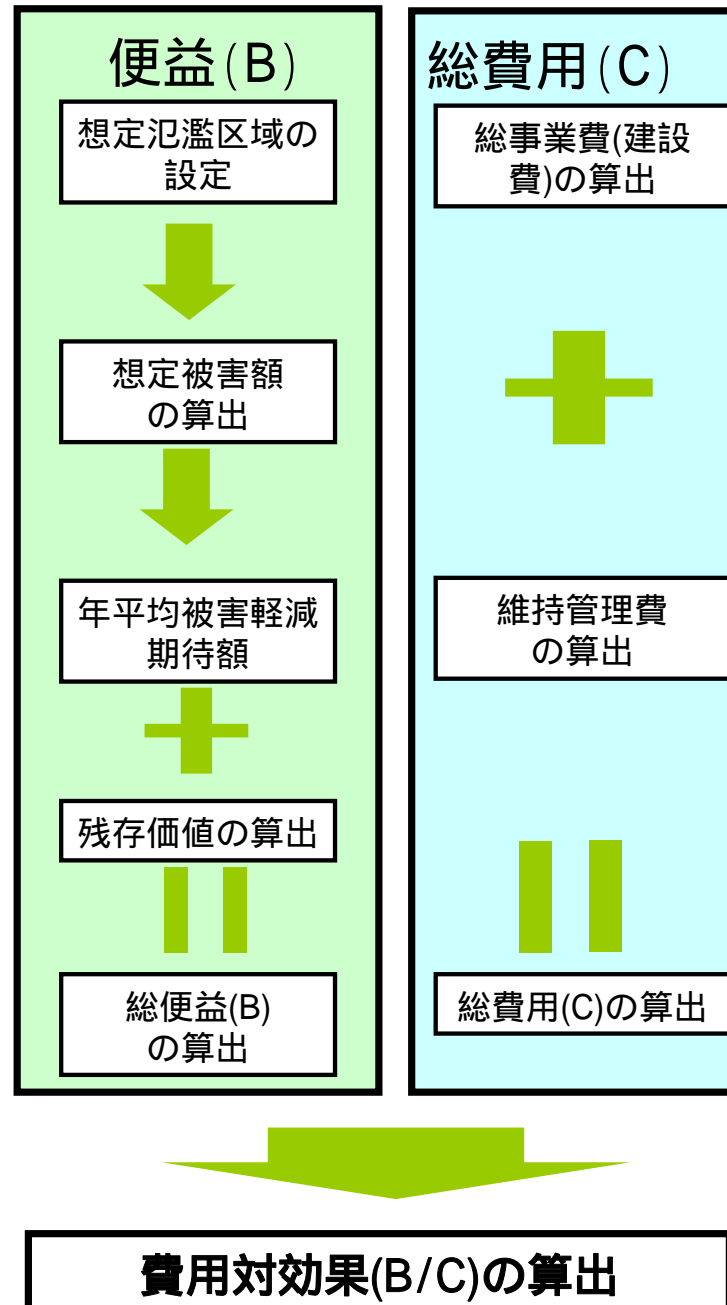 便益(B)
想定氾濫区域の
設定
想定被害額
の算出
年平均被害軽減
期待額
残存価値の算出
総便益(B)
の算出
総費用(C)
総事業費(建設
費)の算出
維持管理費
の算出
総費用(C)の算出
費用対効果(B/C)の算出